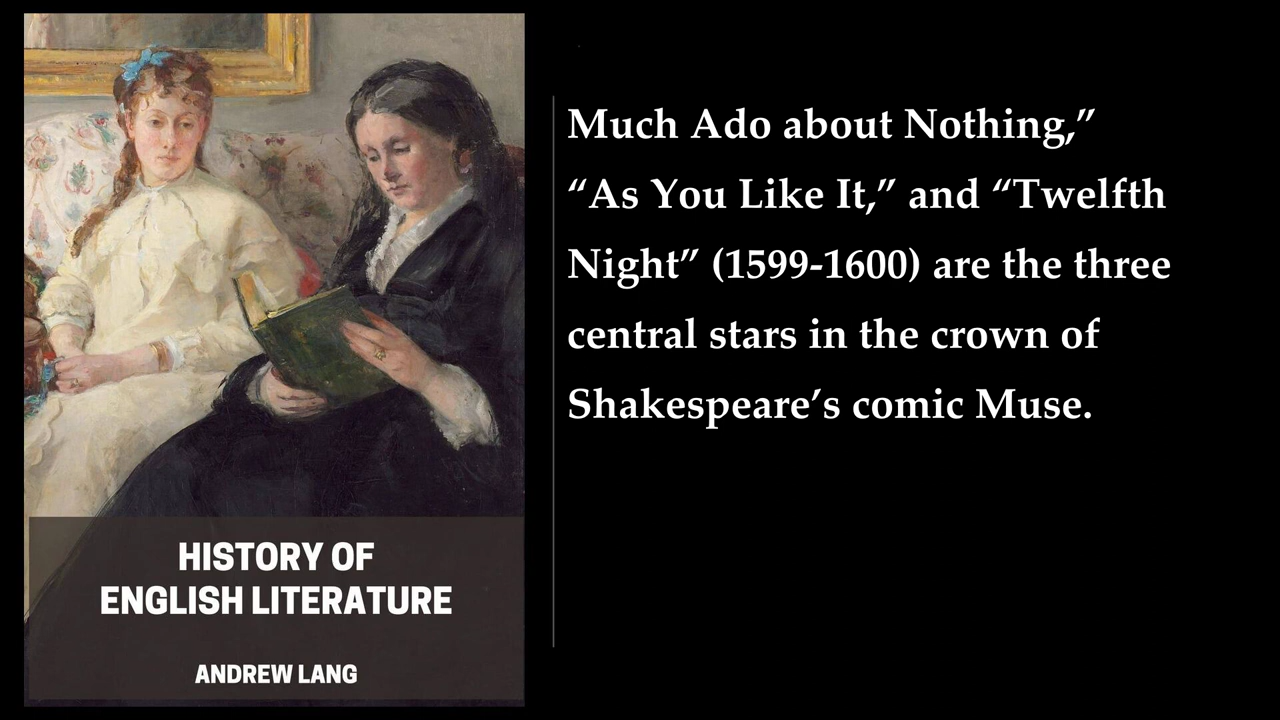 Much Ado about Nothing,”
“As You Like It,” and “Twelfth
Night” (1599-1600) are the three
central stars in the crown of
Shakespeare’s comic Muse.
HISTORY OF
ENGLISH LITERATURE
ANDREW LANG